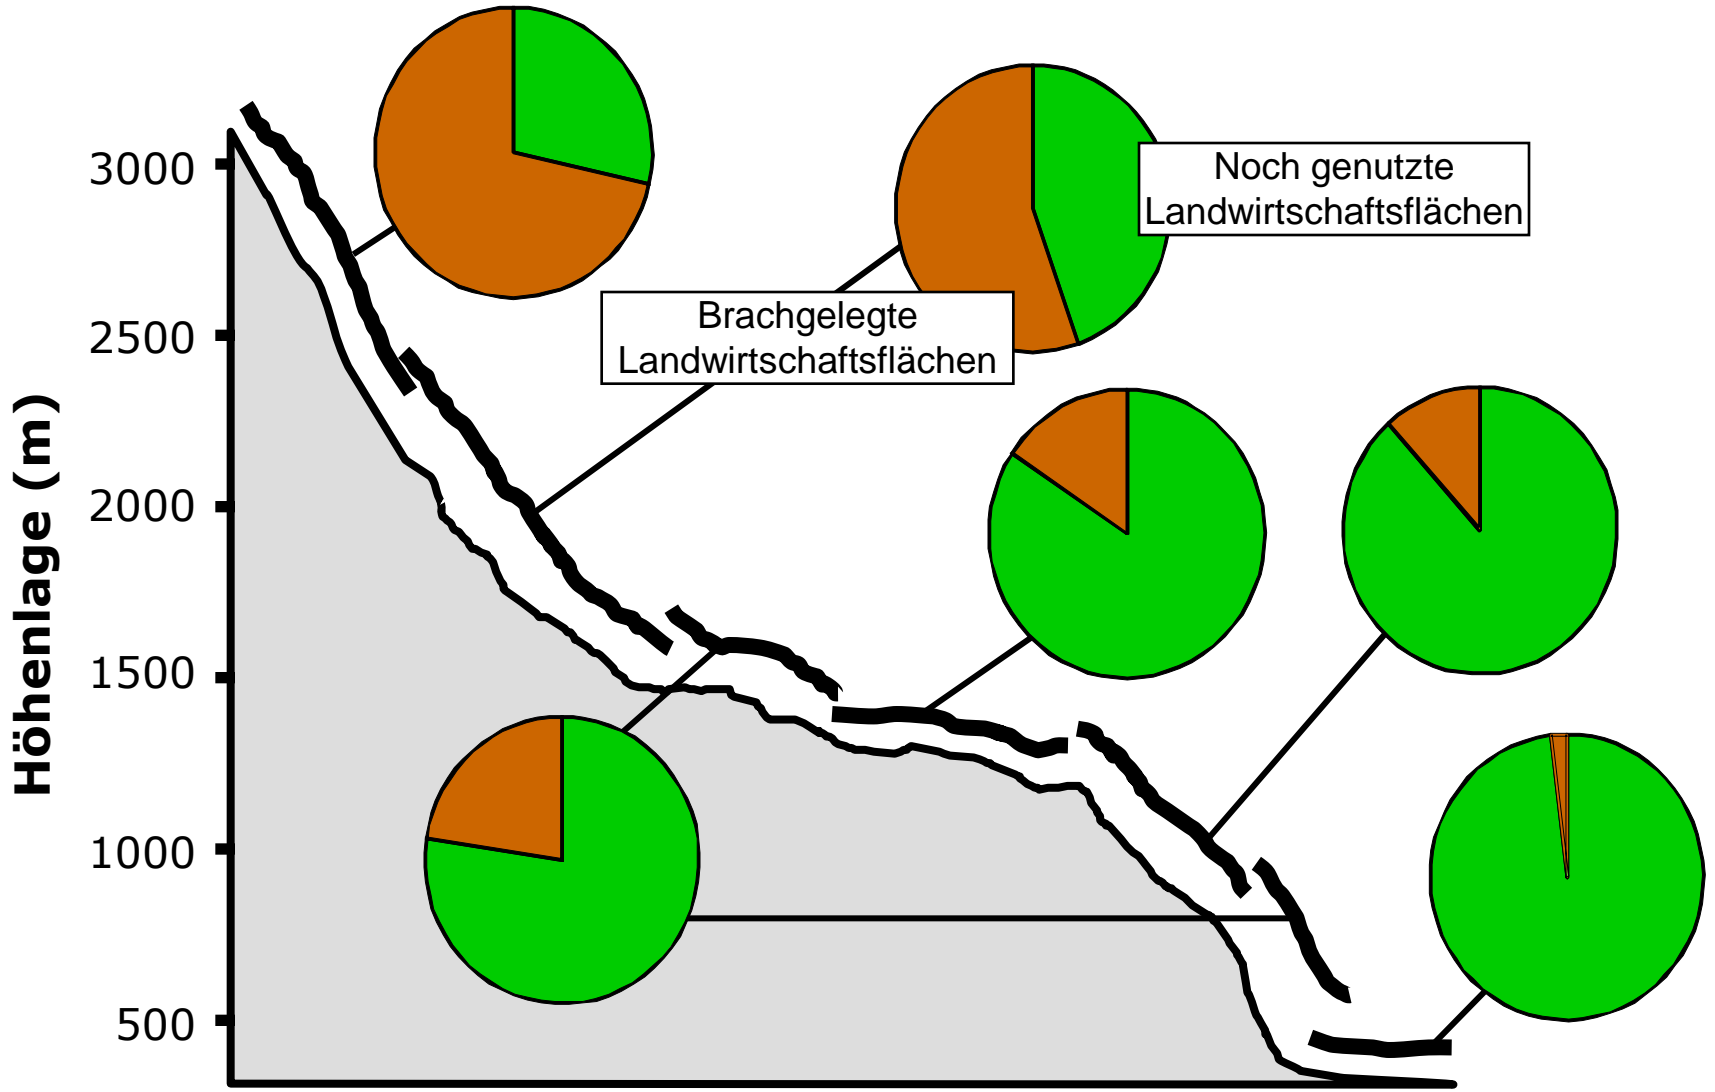 Noch genutzte
Landwirtschaftsflächen
Brachgelegte
Landwirtschaftsflächen
Höhenlage (m)
3000
2500
2000
1500
1000
500